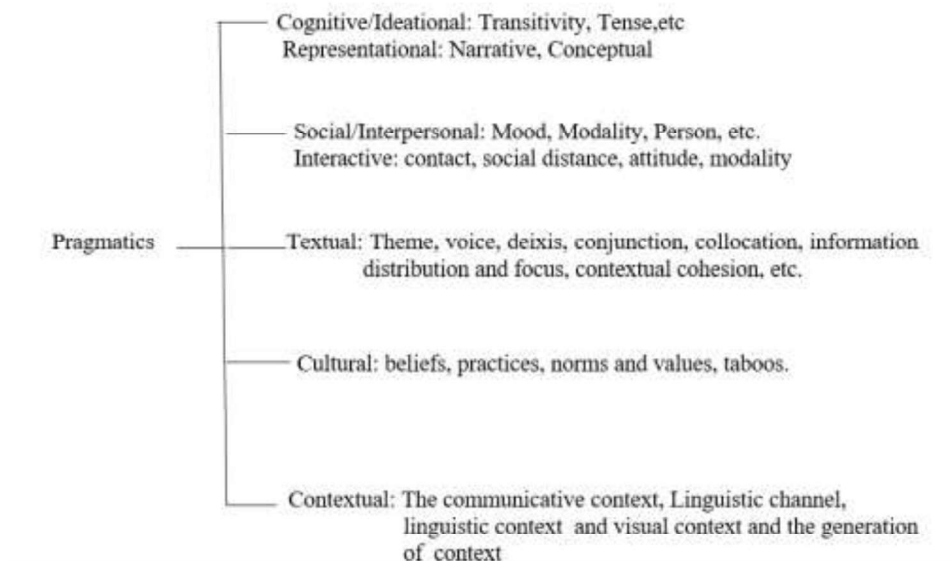 Cognitive/Ideational: Transitivity, Tense,etc
Representational: Narrative, Conceptual
Social/Interpersonal: Mood, Modality, Person, etc.
Interactive: contact, social distance, attitude, modality
Pragmatics
Textual: Theme, voice, deixis, conjunction, collocation, information
distribution and focus, contextual cohesion, etc.
Cultural: beliefs, practices, norms and values, taboos.
Contextual: The communicative context, Linguistic channel,
linguistic context and visual context and the generation
of context